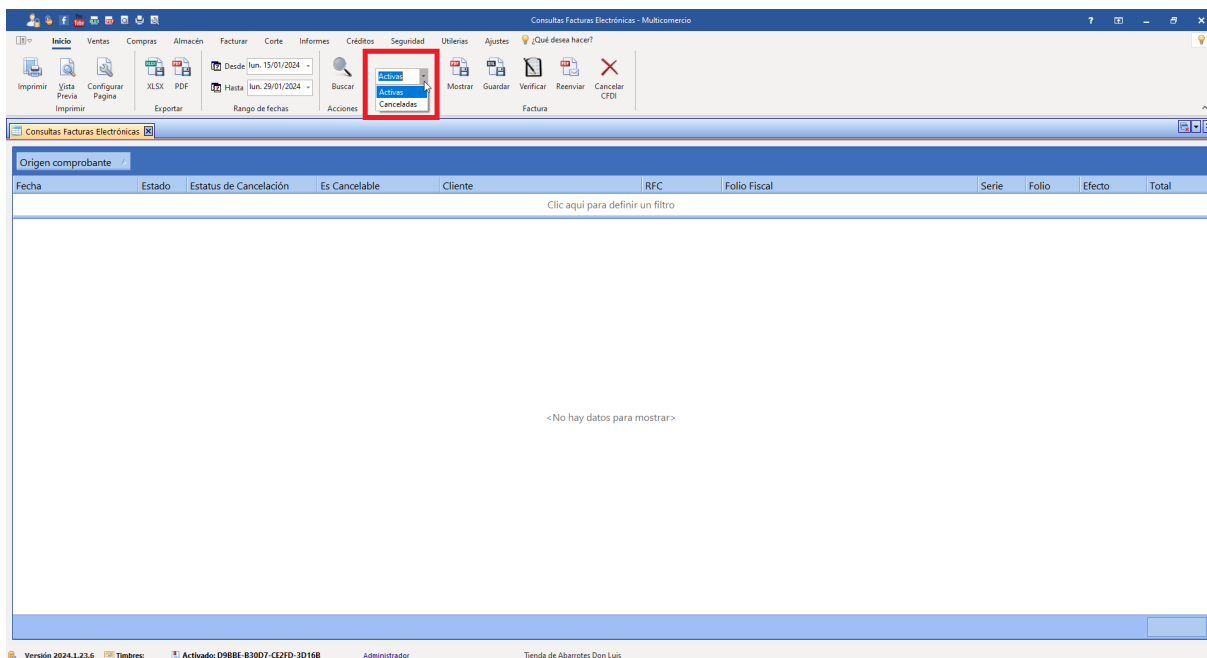 You Tube
Consultas Facturas Electrónicas - Multicomercio
?
Inicio Ventas Compras Almacén Facturar Corte Informes Créditos Seguridad Utilerias Ajustes ¿Qué desea hacer?
Imprimir Vista Previa Configurar Pagina
Imprimir
XLSX PDF
Exportar
Desde lun. 15/01/2024
Hasta lun. 29/01/2024
Rango de fechas
Buscar
Acciones
Activas
Activas
Canceladas
Mostrar Guardar Verificar Reenviar Cancelar CFDI
Factura
Consultas Facturas Electrónicas
Origen comprobante
Fecha Estado Estatus de Cancelación Es Cancelable Cliente RFC Folio Fiscal Serie Folio Efecto Total
Clic aqui para definir un filtro
<No hay datos para mostrar>
Versión 2024.1.23.6 Timbres: Activado: D9BBE-B30D7-CE2FD-3D16B Administrador Tienda de Abarrotes Don Luis